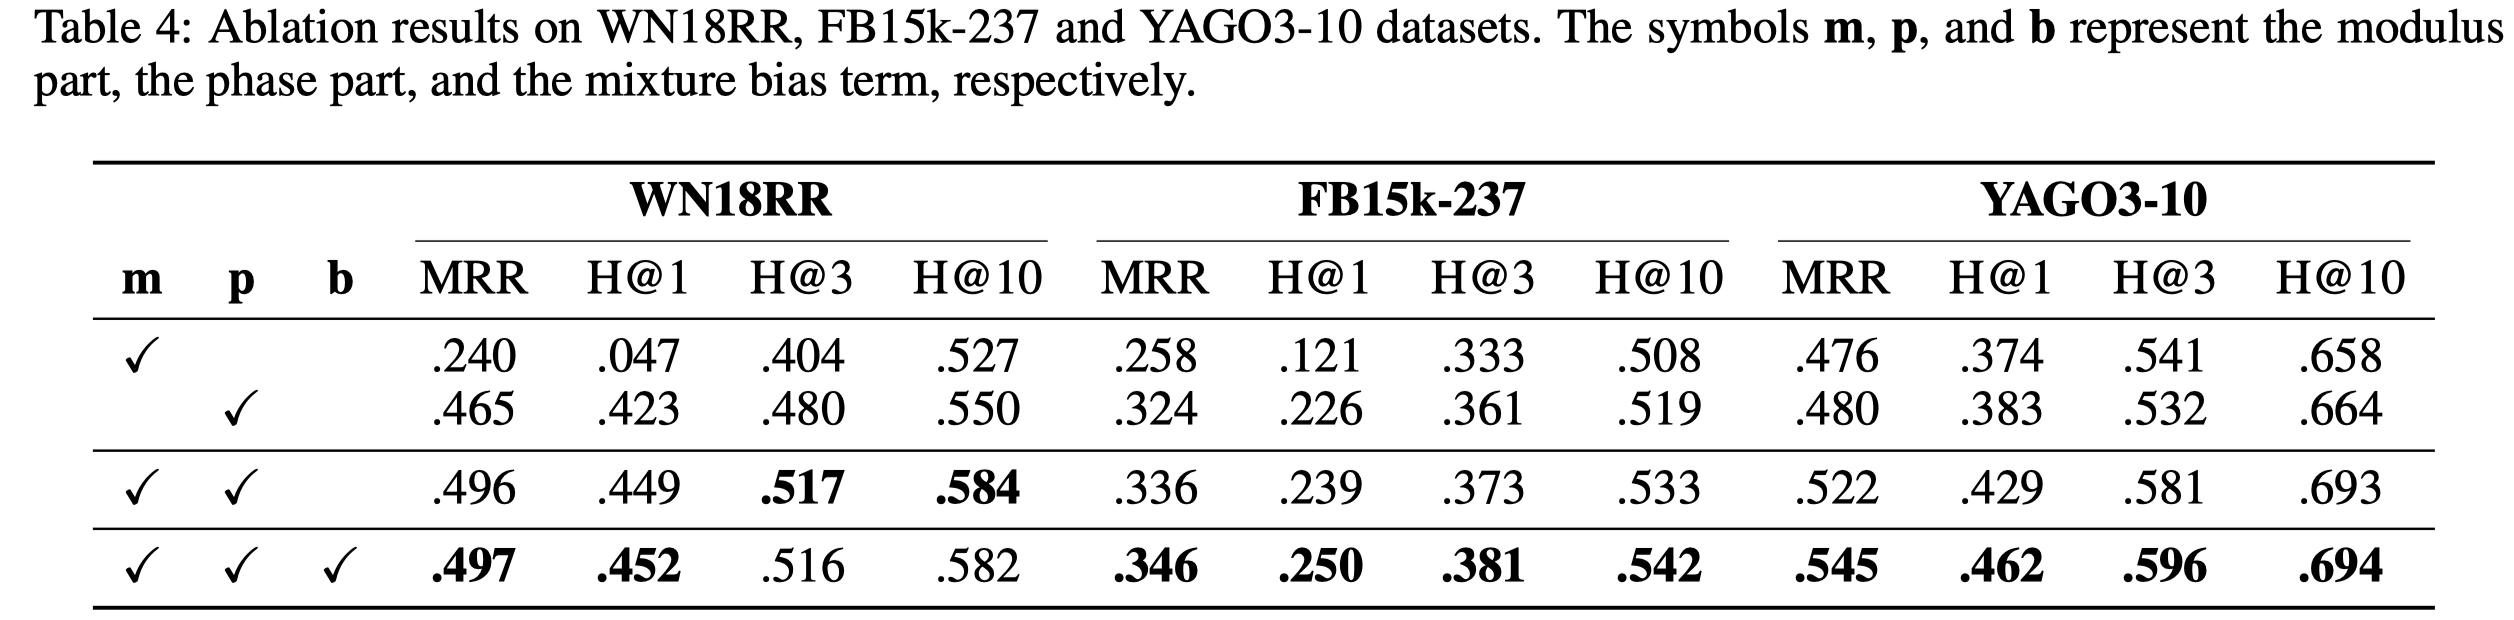 Table 4: Ablation results on WN18RR, FB15k-237 and YAGO3-10 datasets. The symbols m, p, and b represent the modulus
part, the phase part, and the mixture bias term, respectively.
WN18RR FB15k-237 YAGO3-10
m p b MRR H@1 H@3 H@10 MRR H@1 H@3 H@10 MRR H@1 H@3 H@10
✓ .240 .047 .404 .527 .258 .121 .333 .508 .476 .374 .541 .658
✓ .465 .423 .480 .550 .324 .226 .361 .519 .480 .383 .532 .664
✓ ✓ .496 .449 .517 .584 .336 .239 .373 .533 .522 .429 .581 .693
✓ ✓ ✓ .497 .452 .516 .582 .346 .250 .381 .542 .545 .462 .596 .694